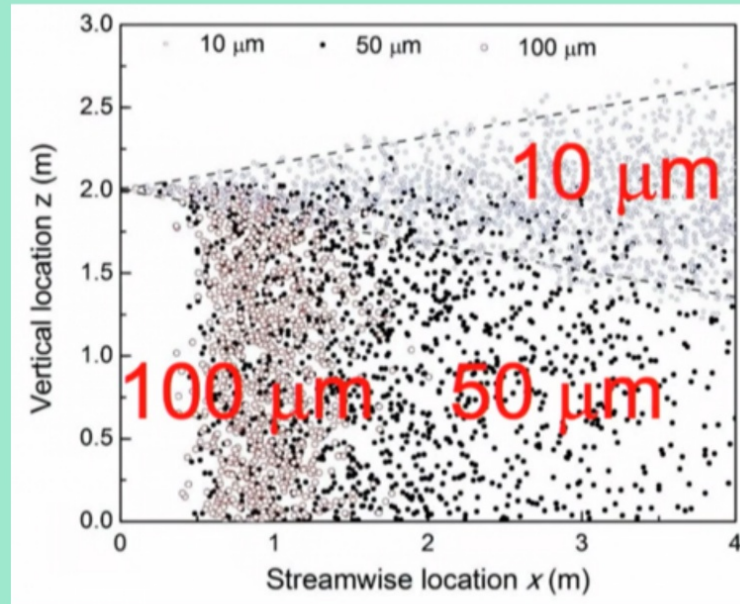 3.0
10 μm 50 μm 100 μm
2.5
10 μm
2.0
1.5
Vertical location z (m)
1.0
100 μm 50 μm
0.5
0.0
0 1 2 3 4
Streamwise location x (m)